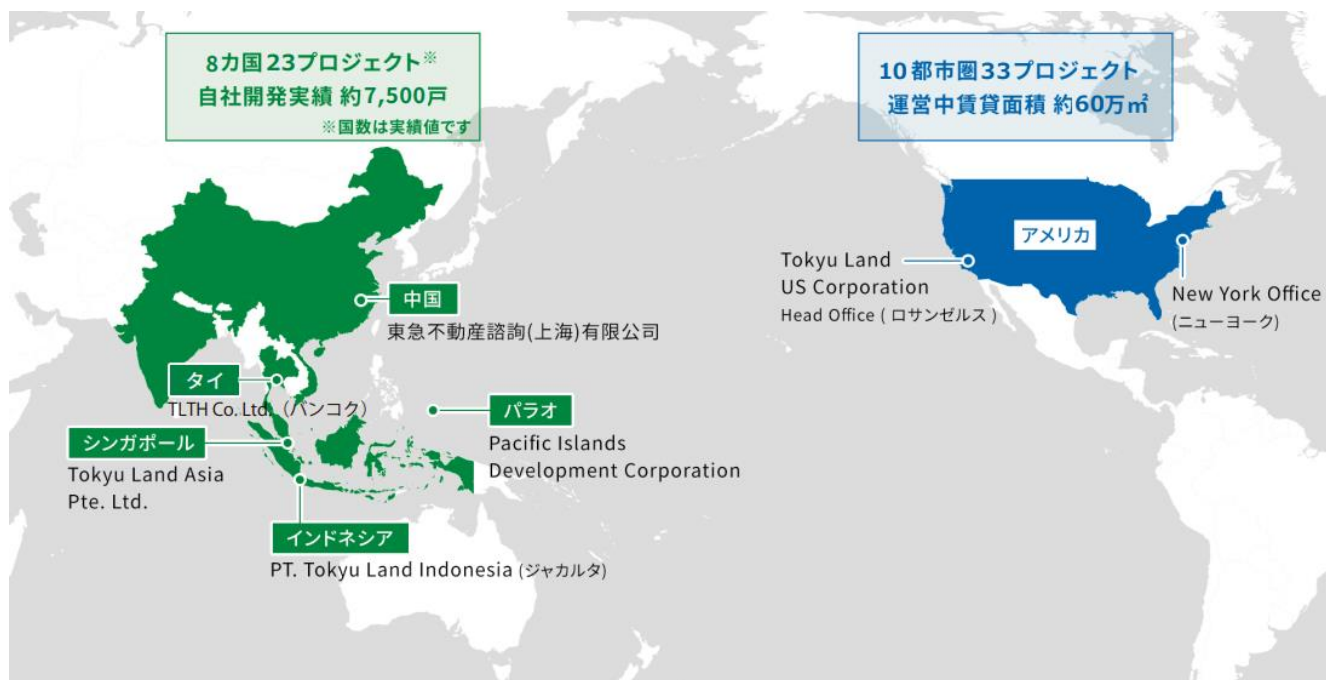 8カ国23プロジェクト※
自社開発実績 約7,500戸
※国数は実績値です
10都市圏33プロジェクト
運営中賃貸面積 約60万㎡
アメリカ
Tokyu Land
US Corporation
Head Office ( ロサンゼルス )
New York Office
(ニューヨーク)
中国
東急不動産諮詢(上海)有限公司
タイ
TLTH Co. Ltd.（バンコク）
パラオ
Pacific Islands
Development Corporation
シンガポール
Tokyu Land Asia
Pte. Ltd.
インドネシア
PT. Tokyu Land Indonesia (ジャカルタ)